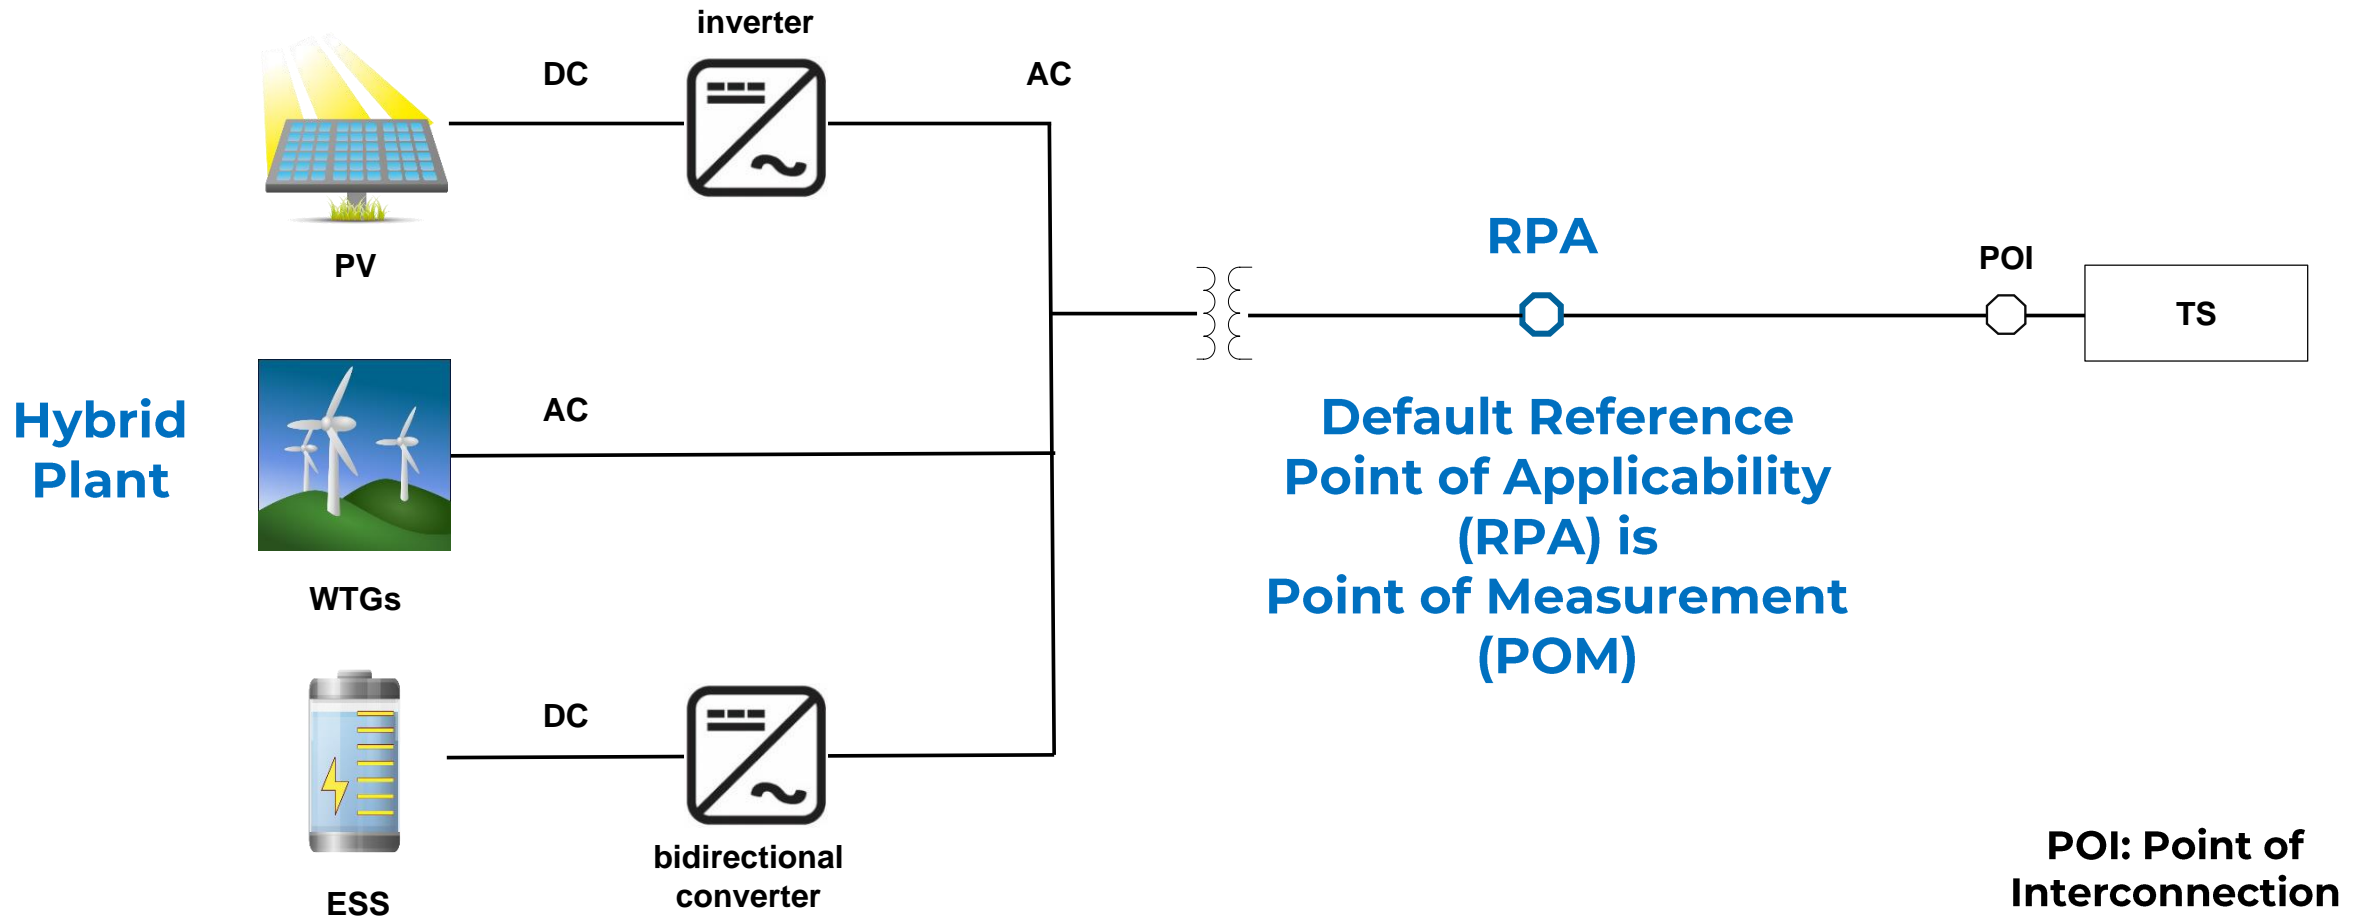 inverter
DC
AC
PV
RPA
POI
TS
Hybrid
Plant
AC
WTGs
Default Reference
Point of Applicability
(RPA) is
Point of Measurement
(POM)
DC
bidirectional
converter
ESS
POI: Point of
Interconnection